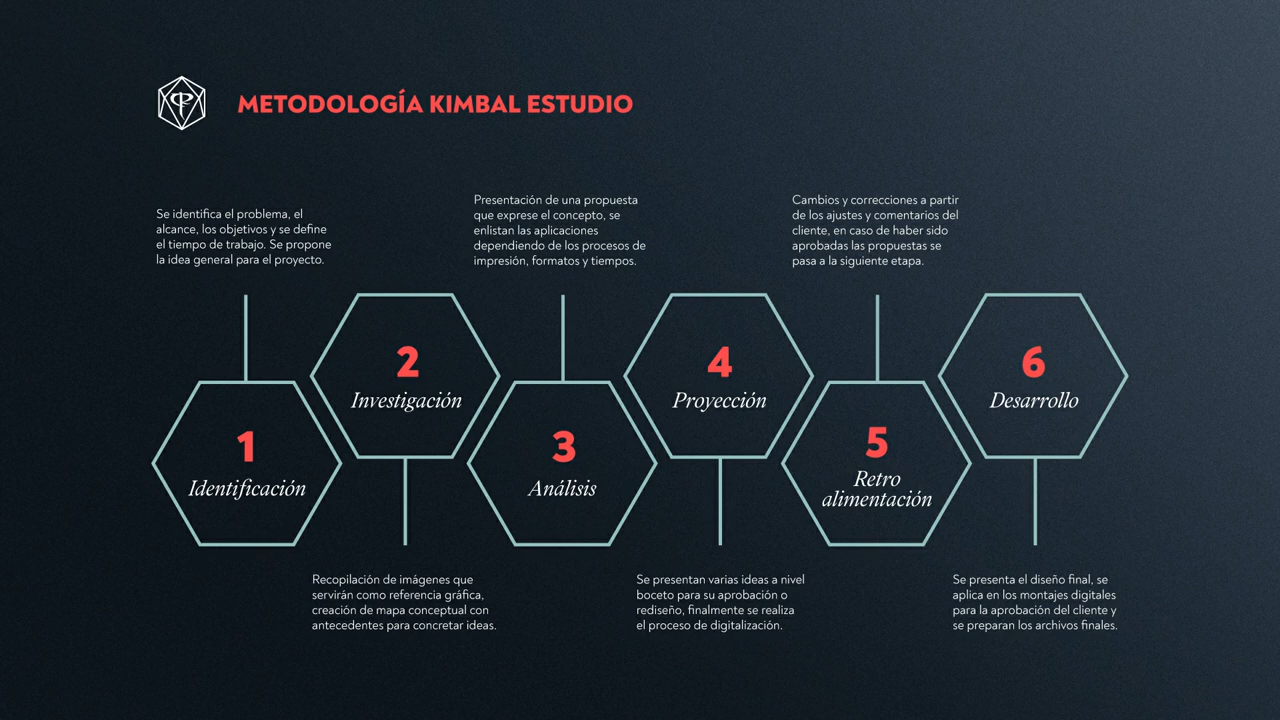 METODOLOGÍA KIMBAL ESTUDIO
Se identifica el problema, el
alcance, los objetivos y se define
el tiempo de trabajo. Se propone
la idea general para el proyecto.
1
Identificación
2
Investigación
Recopilación de imágenes que
servirán como referencia gráfica,
creación de mapa conceptual con
antecedentes para concretar ideas.
Presentación de una propuesta
que exprese el concepto, se
enlistan las aplicaciones
dependiendo de los procesos de
impresión, formatos y tiempos.
3
Análisis
4
Proyección
Se presentan varias ideas a nivel
boceto para su aprobación o
rediseño, finalmente se realiza
el proceso de digitalización.
Cambios y correcciones a partir
de los ajustes y comentarios del
cliente, en caso de haber sido
aprobadas las propuestas se
pasa a la siguiente etapa.
5
Retro
alimentación
6
Desarrollo
Se presenta el diseño final, se
aplica en los montajes digitales
para la aprobación del cliente y
se preparan los archivos finales.